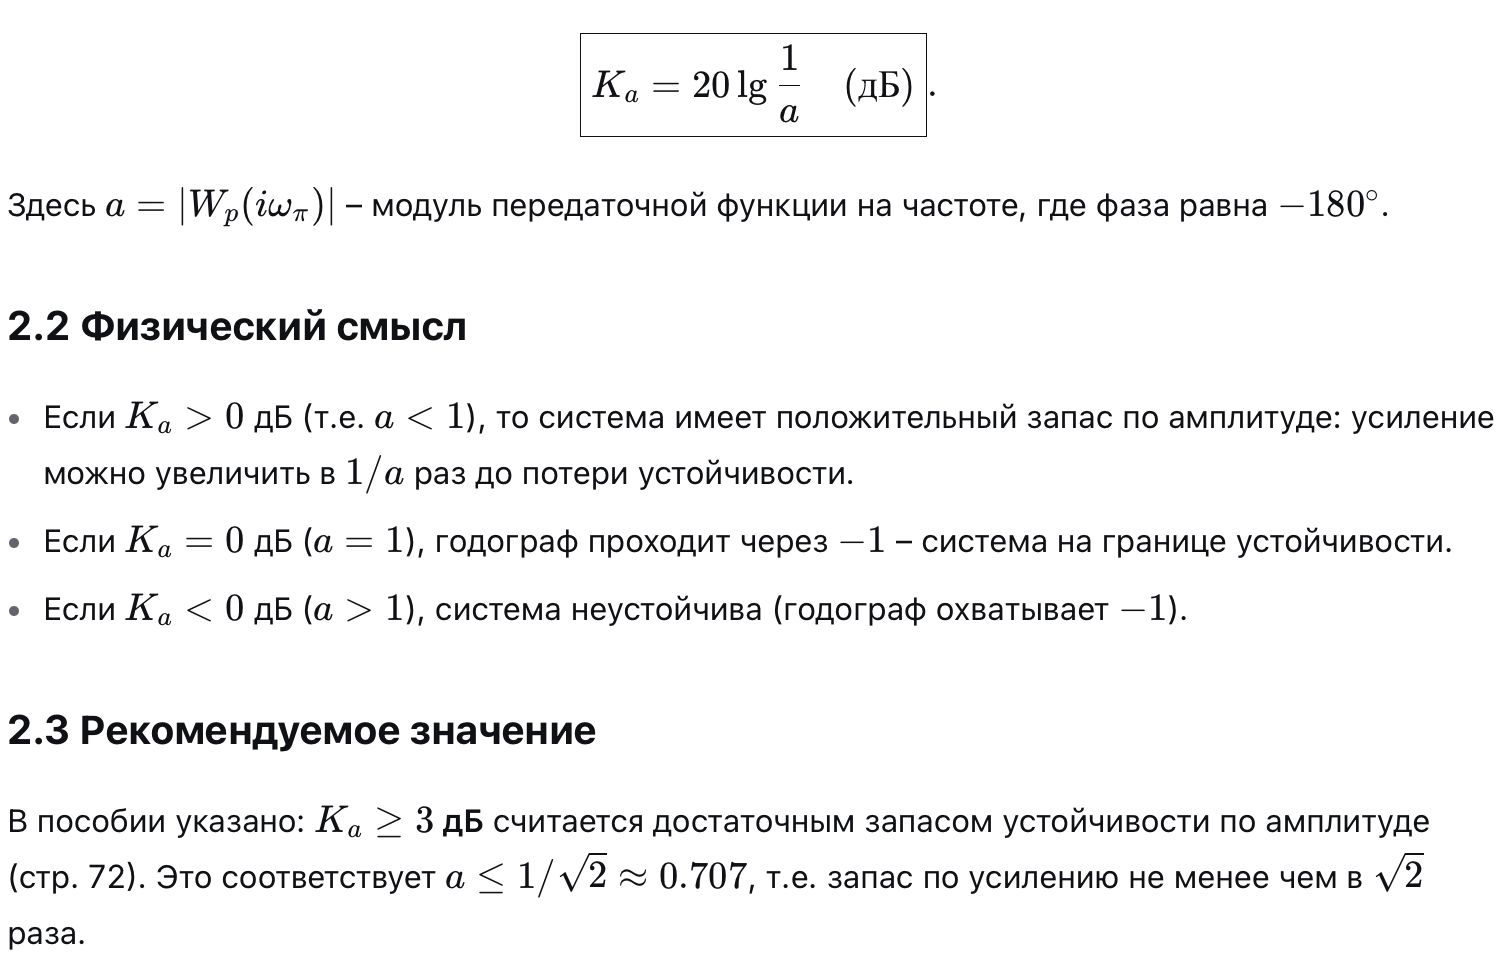 K_a = 20 lg 1/a (дБ).
Здесь a = |W_p(iω_π)| – модуль передаточной функции на частоте, где фаза равна −180°.
2.2 Физический смысл
• Если K_a > 0 дБ (т.е. a < 1), то система имеет положительный запас по амплитуде: усиление
можно увеличить в 1/a раз до потери устойчивости.
• Если K_a = 0 дБ (a = 1), годограф проходит через −1 – система на границе устойчивости.
• Если K_a < 0 дБ (a > 1), система неустойчива (годограф охватывает −1).
2.3 Рекомендуемое значение
В пособии указано: K_a ≥ 3 дБ считается достаточным запасом устойчивости по амплитуде
(стр. 72). Это соответствует a ≤ 1/√2 ≈ 0.707, т.е. запас по усилению не менее чем в √2
раза.